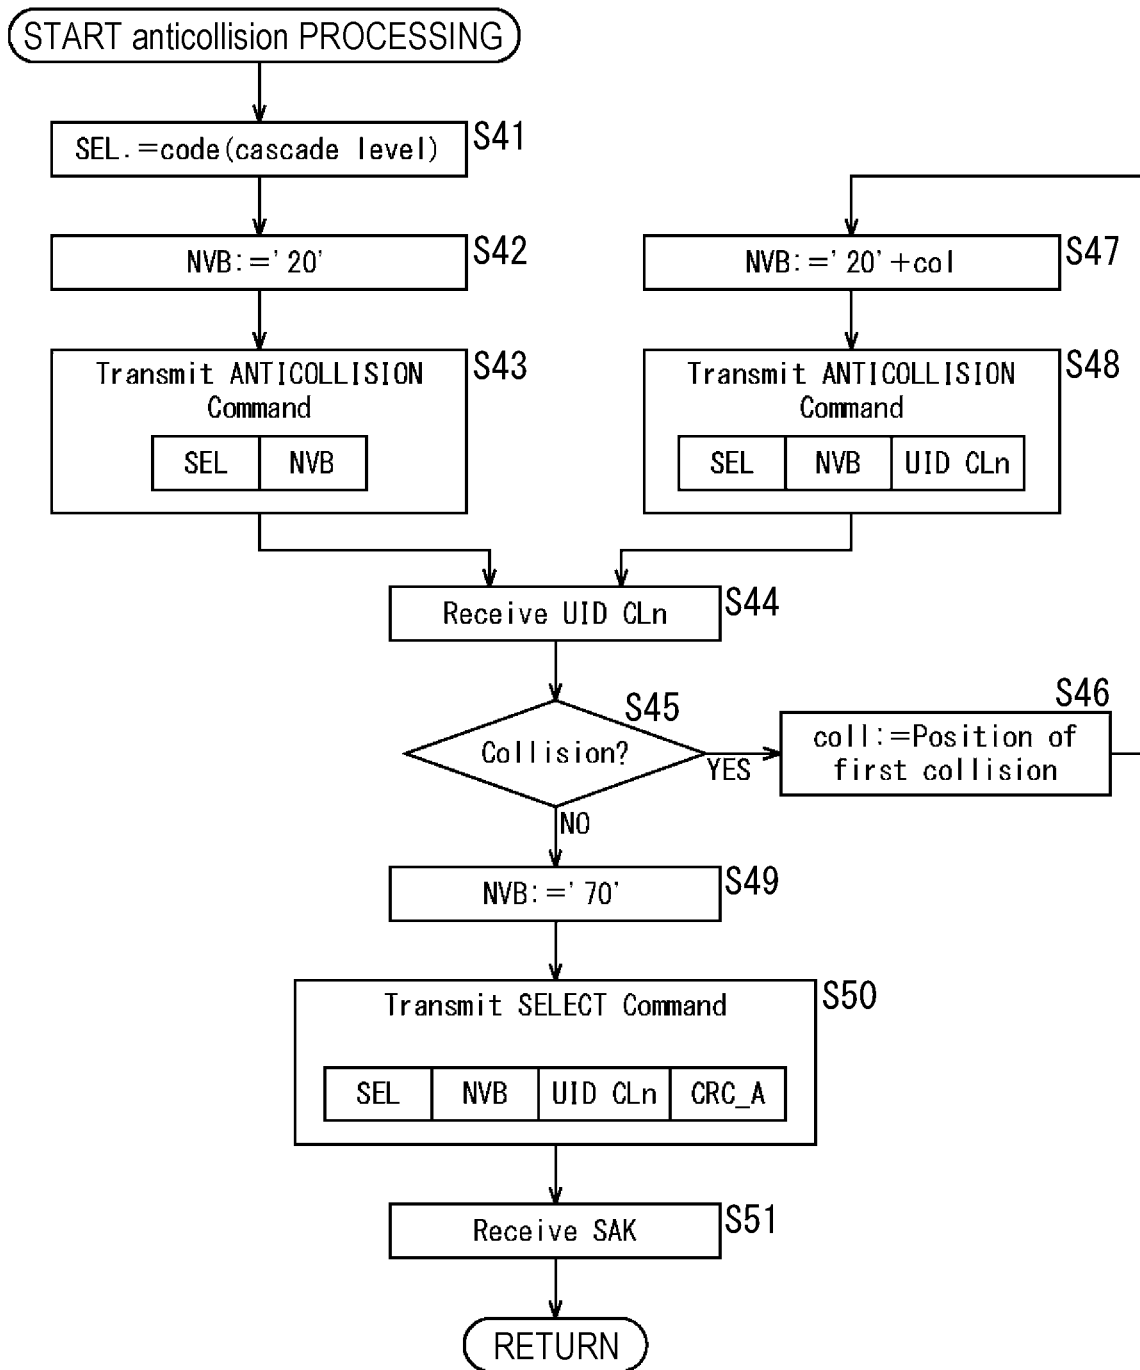 START anticollision PROCESSING
SEL.=code(cascade level)
S41
NVB:='20'
S42
NVB:='20'+col
S47
Transmit ANTICOLLISION
Command
SEL NVB
S43
Transmit ANTICOLLISION
Command
SEL NVB UID CLn
S48
Receive UID CLn
S44
S45
Collision?
YES
NO
S46
coll:=Position of
first collision
NVB:='70'
S49
Transmit SELECT Command
S50
SEL NVB UID CLn CRC_A
Receive SAK
S51
RETURN